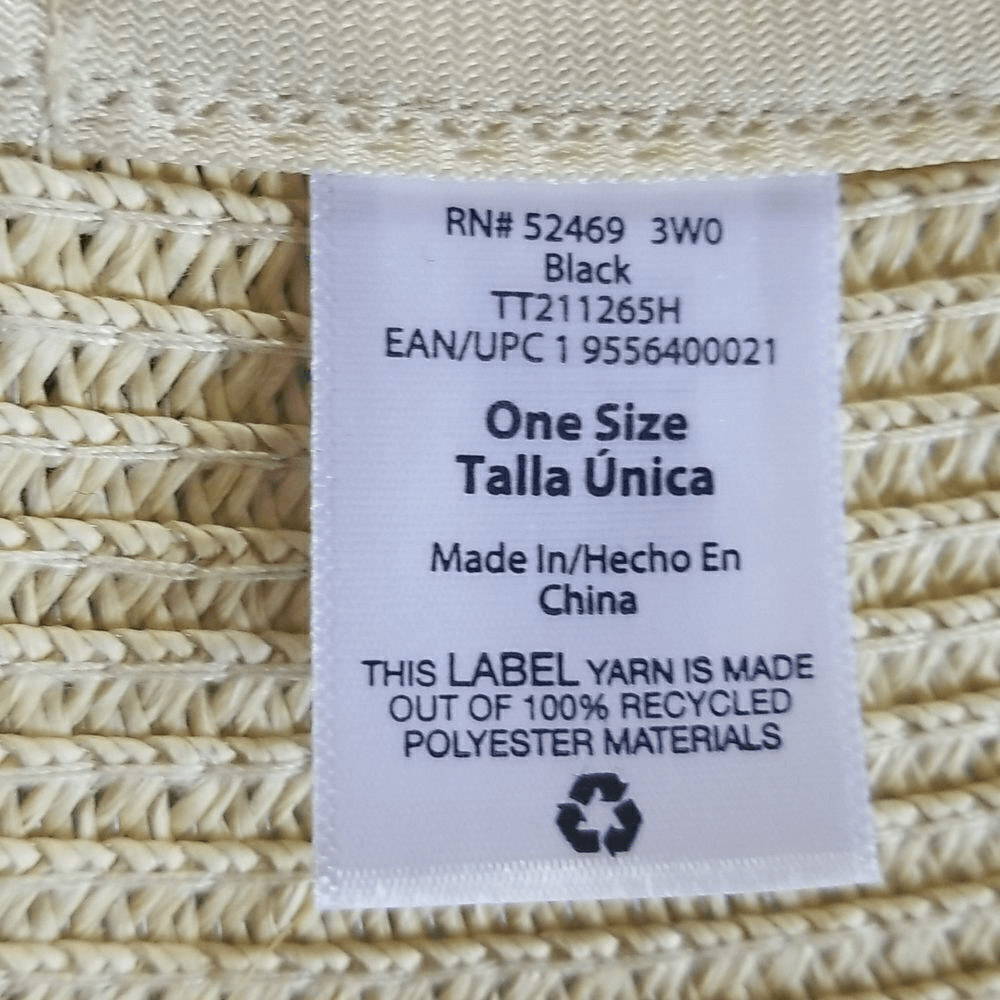 RN# 52469 3W0
Black
TT211265H
EAN/UPC 1 9556400021
One Size
Talla Única
Made In/Hecho En
China
THIS LABEL YARN IS MADE
OUT OF 100% RECYCLED
POLYESTER MATERIALS